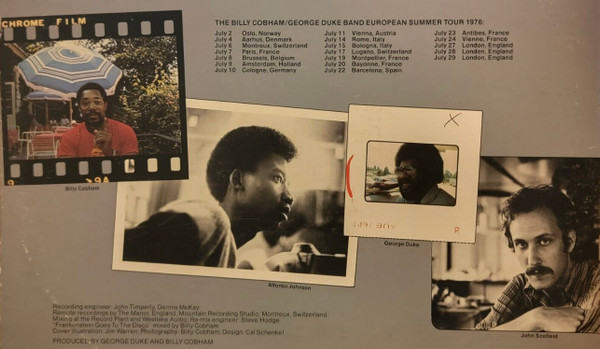 CHROME FILM
THE BILLY COBHAM/GEORGE DUKE BAND EUROPEAN SUMMER TOUR 1976:
July 2 Oslo, Norway
July 4 Aarhus, Denmark
July 6 Montreux, Switzerland
July 7 Paris, France
July 8 Brussels, Belgium
July 9 Amsterdam, Holland
July 10 Cologne, Germany
July 11 Vienna, Austria
July 14 Rome, Italy
July 15 Bologna, Italy
July 17 Lugano, Switzerland
July 19 Montpellier, France
July 20 Bayonne, France
July 22 Barcelona, Spain
July 23 Antibes, France
July 24 Vienne, France
July 27 London, England
July 28 London, England
July 29 London, England
Billy Cobham
Alfonso Johnson
George Duke
John Scofield
Recording engineer: John Timperly, Dennis McKay
Remote recordings by The Manor, England, Mountain Recording Studio, Montreux, Switzerland
Mixing at the Record Plant and Westlake Audio, Re-mix engineer: Steve Hodge
"Frankenstein Goes To The Disco" mixed by Billy Cobham
Cover illustration: Jim Warren; Photography: Billy Cobham; Design: Cal Schenkel
PRODUCED BY GEORGE DUKE AND BILLY COBHAM